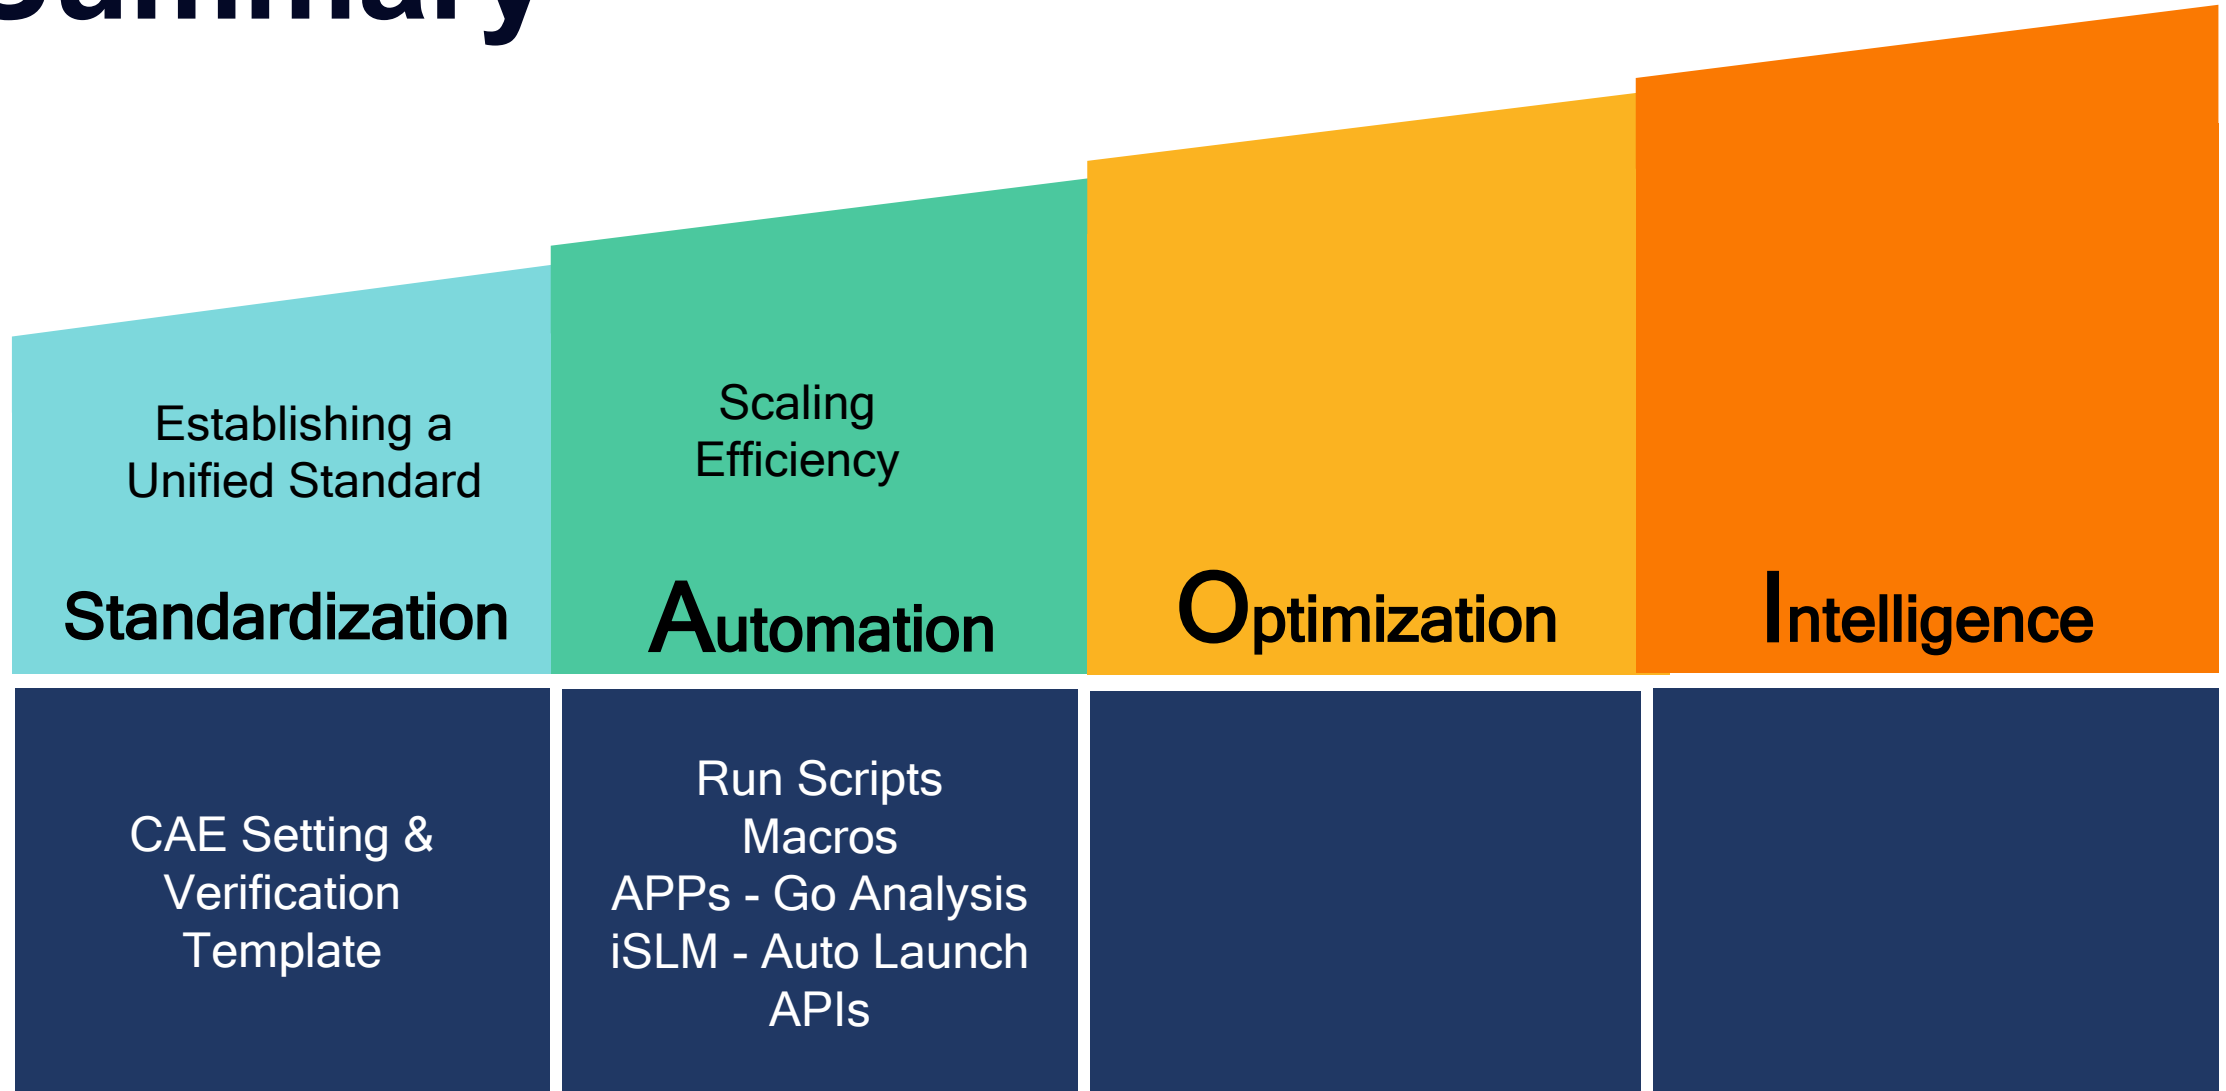 Summary
Establishing a
Unified Standard
Standardization
Scaling
Efficiency
Automation
Optimization
Intelligence
CAE Setting &
Verification
Template
Run Scripts
Macros
APPs - Go Analysis
iSLM - Auto Launch
APIs